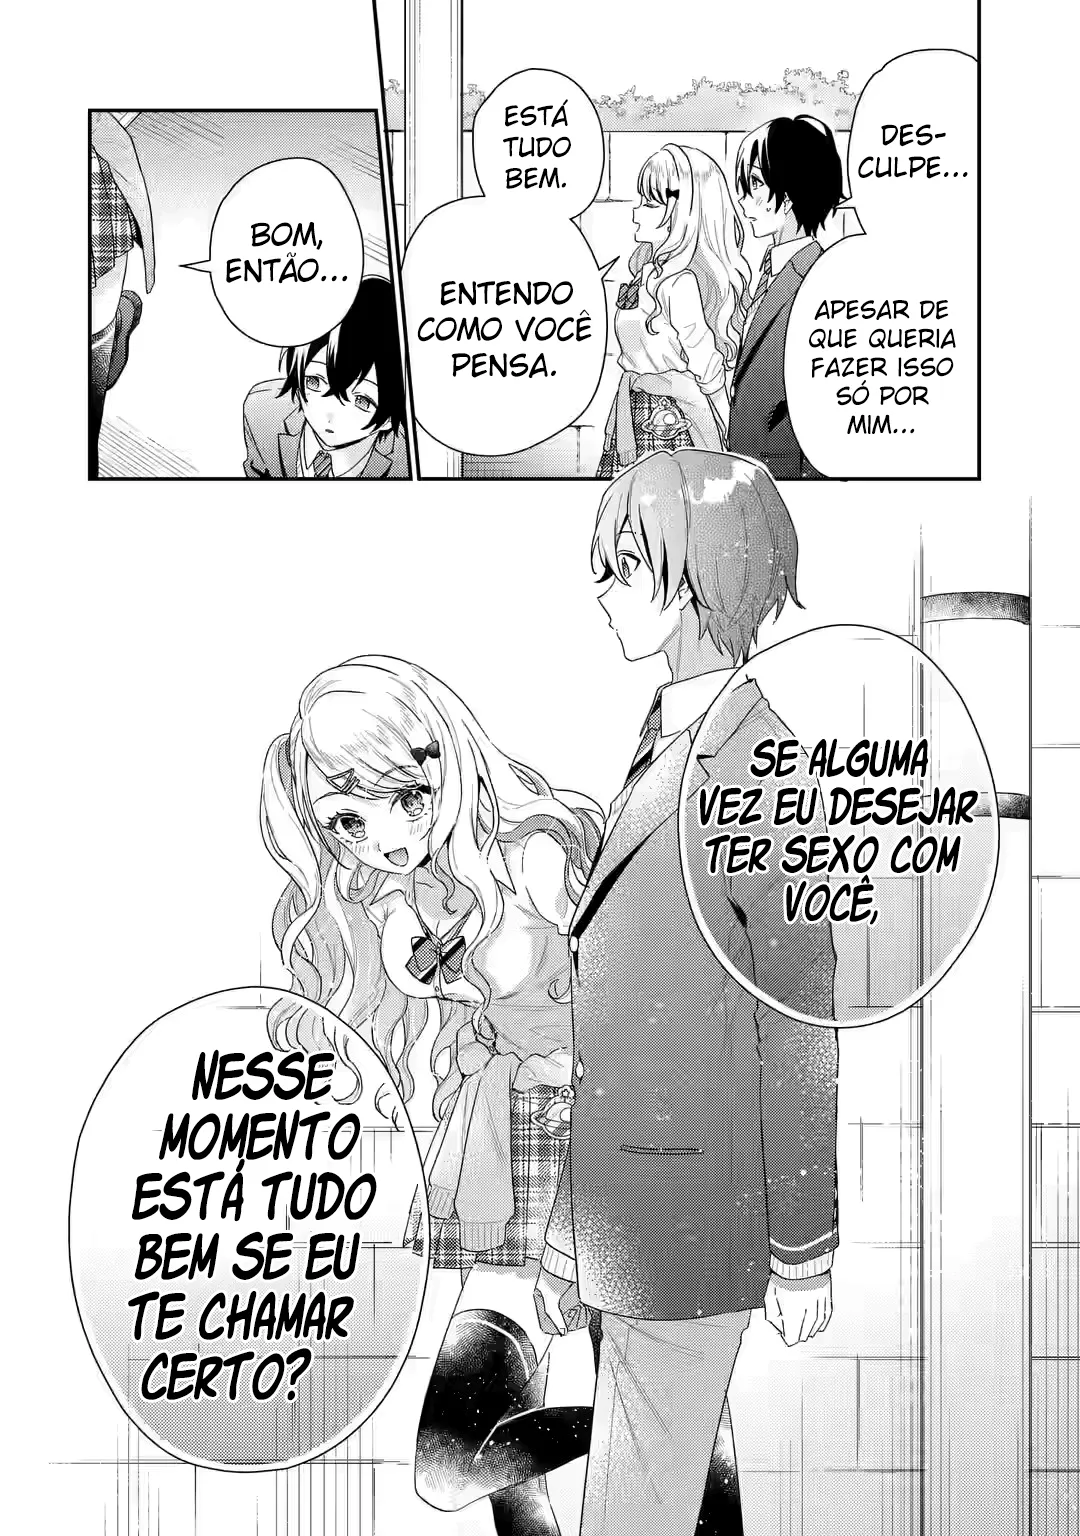 DES-
CULPE...
APESAR DE
QUE QUERIA
FAZER ISSO
SÓ POR
MIM...
ESTÁ
TUDO
BEM.
ENTENDO
COMO VOCÊ
PENSA.
BOM,
ENTÃO...
SE ALGUMA
VEZ EU DESEJAR
TER SEXO COM
VOCÊ,
NESSE
MOMENTO
ESTÁ TUDO
BEM SE EU
TE CHAMAR
CERTO?